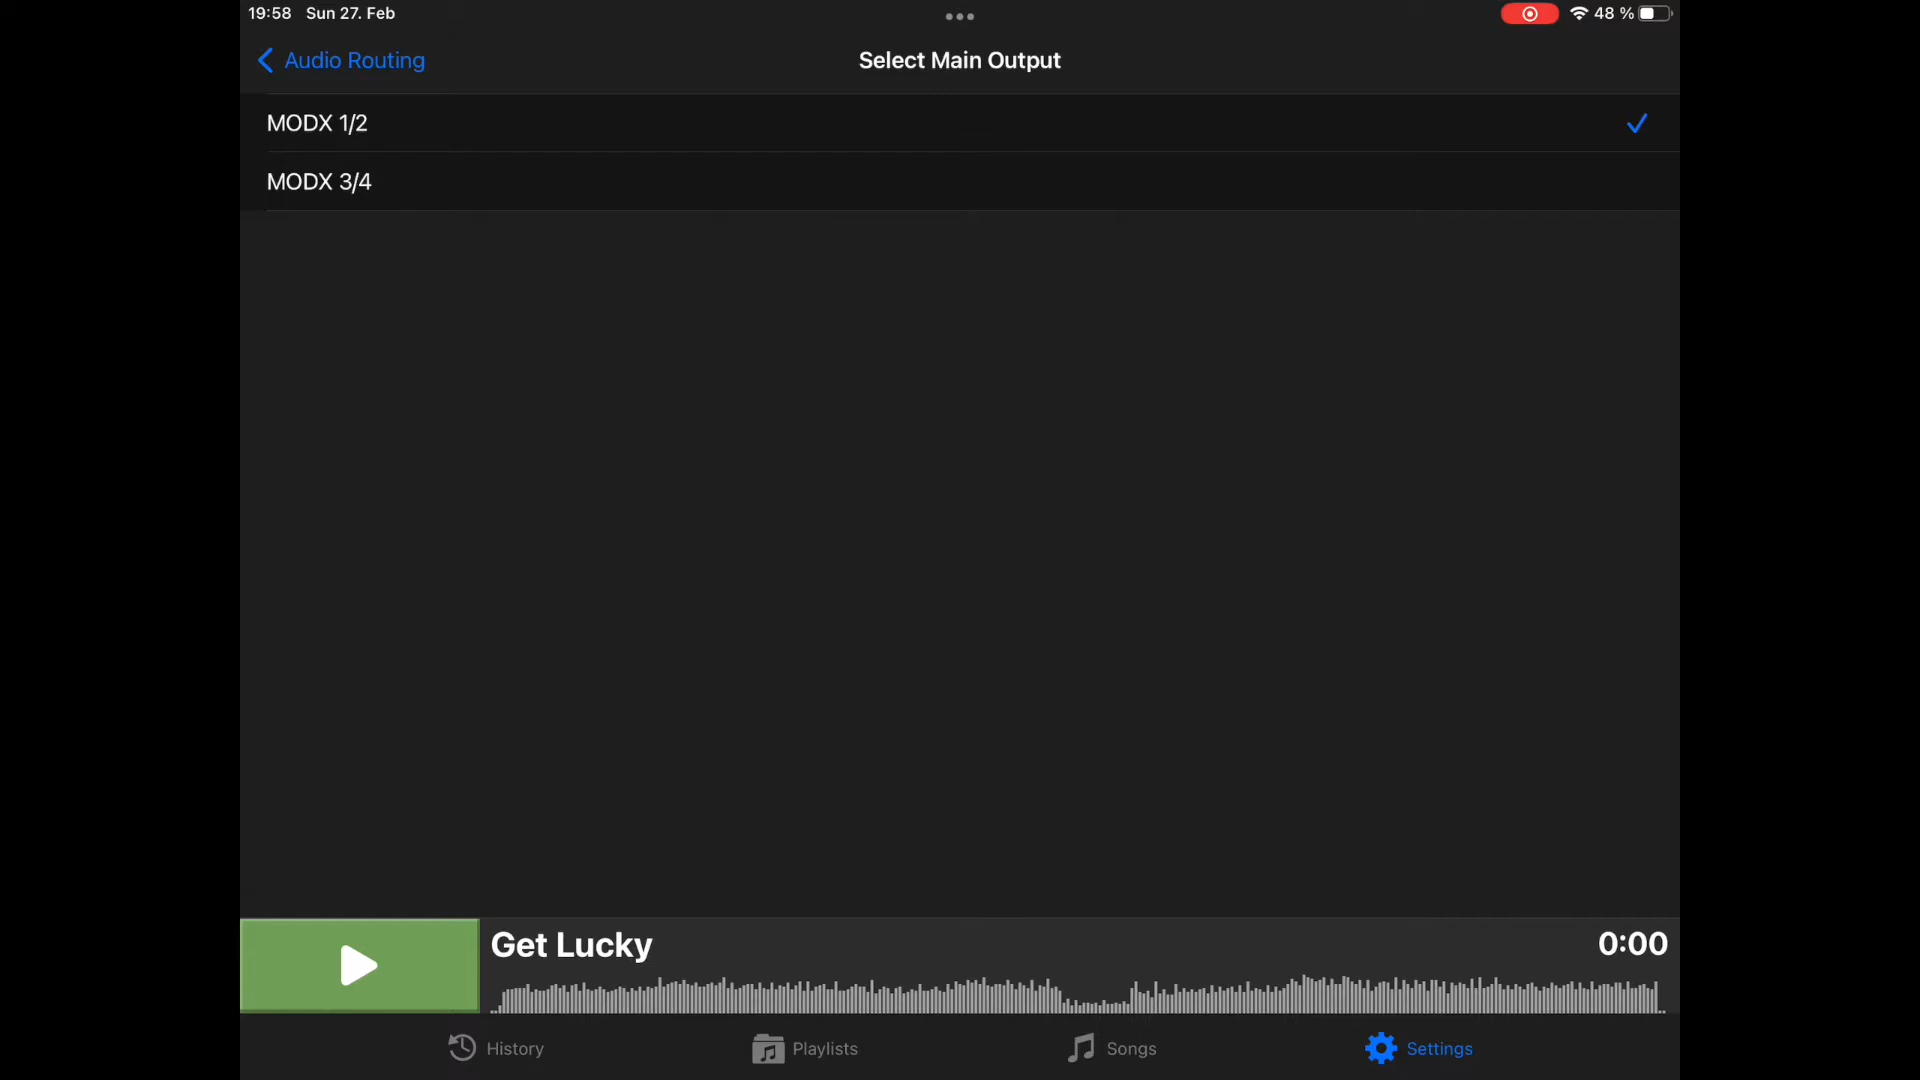 19:58 Sun 27. Feb
48 %
Audio Routing
Select Main Output
MODX 1/2
MODX 3/4
Get Lucky
0:00
History
Playlists
Songs
Settings